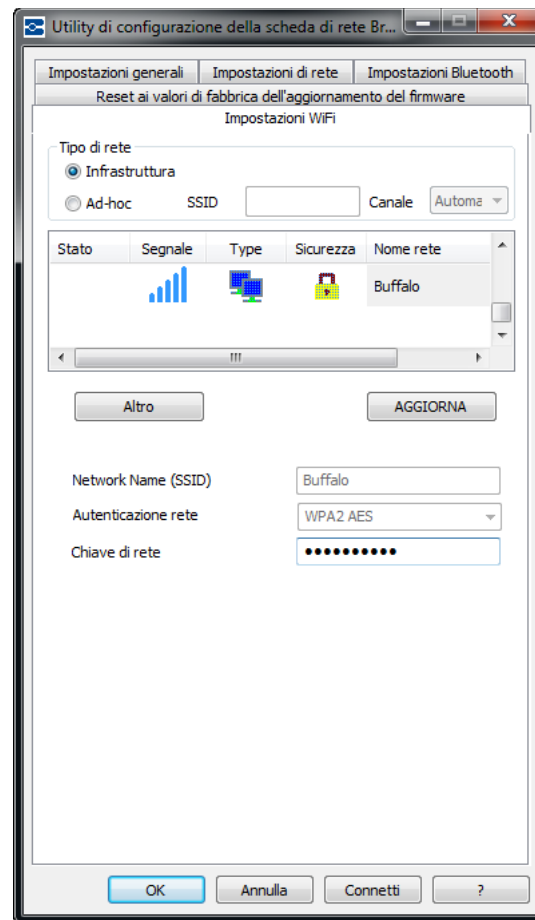 Utility di configurazione della scheda di rete Br...
Impostazioni generali
Impostazioni di rete
Impostazioni Bluetooth
Reset ai valori di fabbrica dell'aggiornamento del firmware
Impostazioni WiFi
Tipo di rete
Infrastruttura
Ad-hoc SSID Canale Automa
Stato Segnale Type Sicurezza Nome rete
Buffalo
Altro AGGIORNA
Network Name (SSID) Buffalo
Autenticazione rete WPA2 AES
Chiave di rete ••••••••••
OK Annulla Connetti ?